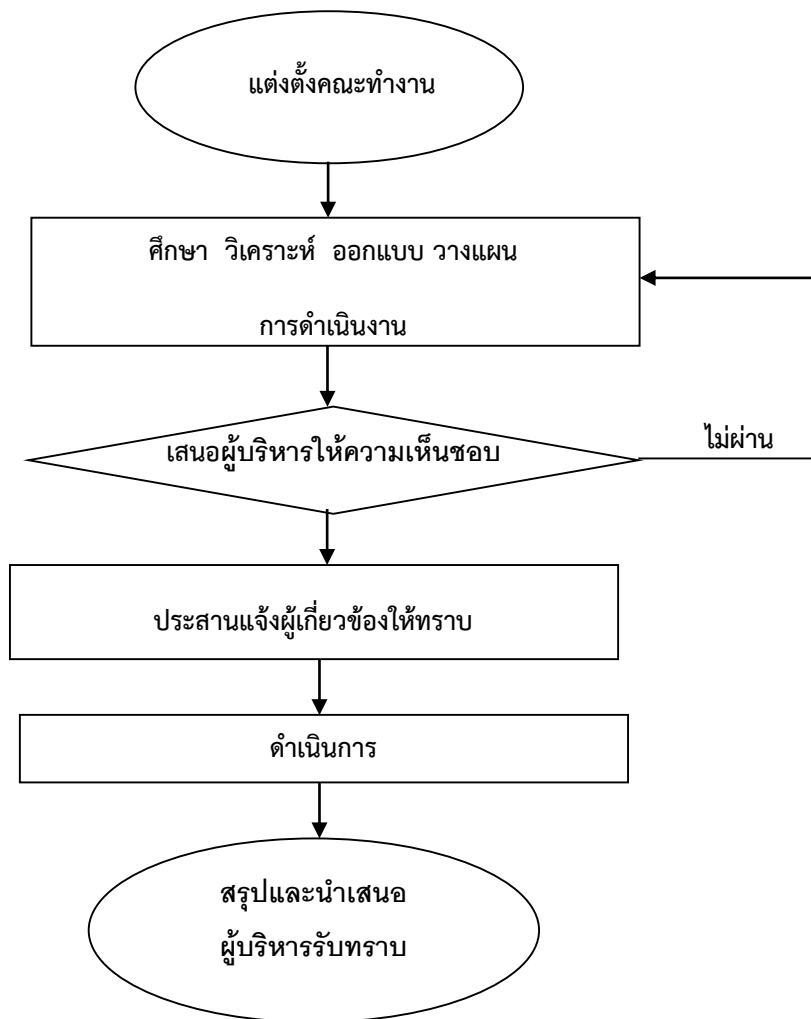 แต่งตั้งคณะทำงาน
ศึกษา วิเคราะห์ ออกแบบ วางแผน
การดำเนินงาน
เสนอผู้บริหารให้ความเห็นชอบ
ไม่ผ่าน
ประสานแจ้งผู้เกี่ยวข้องให้ทราบ
ดำเนินการ
สรุปและนำเสนอ
ผู้บริหารรับทราบ